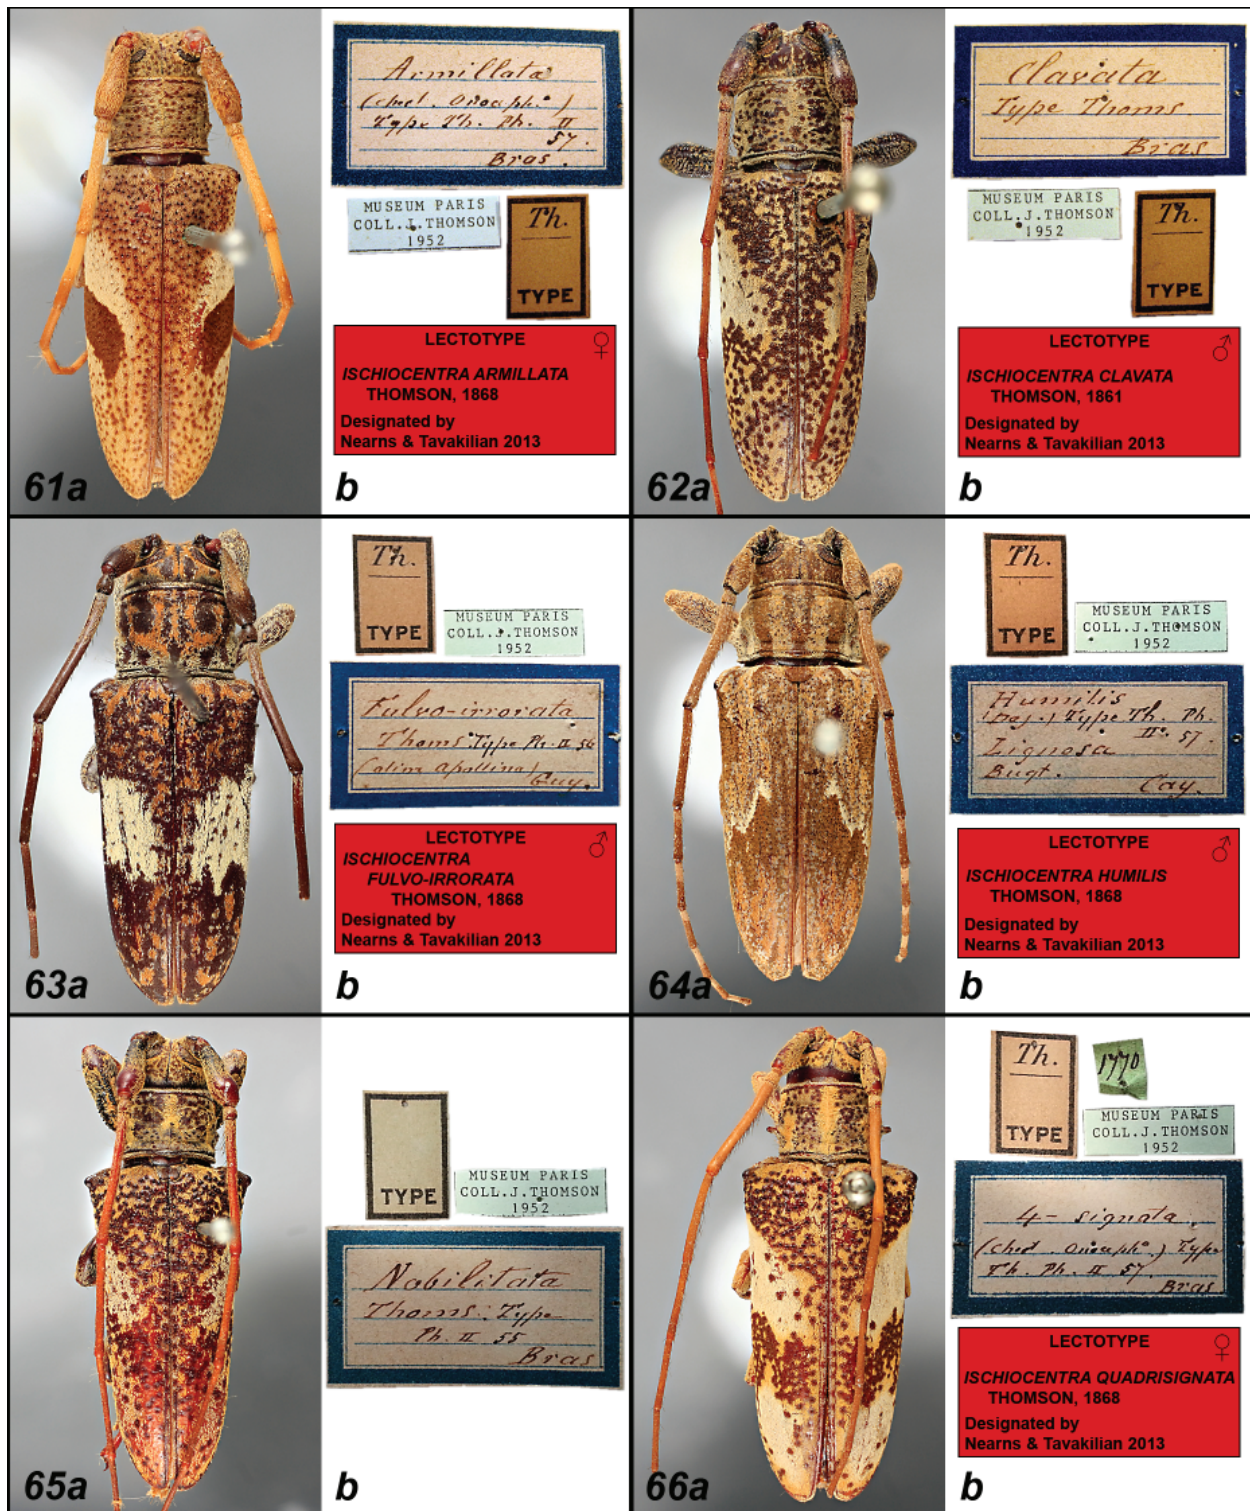 Armillata
(chel. Oncoph.)
Type Th. Ph. II
57.
Bras.
MUSEUM PARIS
COLL.J.THOMSON
1952
Th.
TYPE
LECTOTYPE ♀
ISCHIOCENTRA ARMILLATA
THOMSON, 1868
Designated by
Nearns & Tavakilian 2013
61a
b
Clavata
Type Thoms.
Bras
MUSEUM PARIS
COLL.J.THOMSON
1952
Th.
TYPE
LECTOTYPE ♂
ISCHIOCENTRA CLAVATA
THOMSON, 1861
Designated by
Nearns & Tavakilian 2013
62a
b
Th.
TYPE
MUSEUM PARIS
COLL.J.THOMSON
1952
Fulvo-irrorata
Thoms. Type Ph. II 56
(olim Apollina)
Guy.
LECTOTYPE ♂
ISCHIOCENTRA
FULVO-IRRORATA
THOMSON, 1868
Designated by
Nearns & Tavakilian 2013
63a
b
Th.
TYPE
MUSEUM PARIS
COLL.J.THOMSON
1952
Humilis
(Dej.) Type Th. Ph.
II. 57.
Lignosa
Buqt.
Cay.
LECTOTYPE ♂
ISCHIOCENTRA HUMILIS
THOMSON, 1868
Designated by
Nearns & Tavakilian 2013
64a
b
TYPE
MUSEUM PARIS
COLL.J.THOMSON
1952
Nobilitata
Thoms. Type
Ph. II 55
Bras
65a
b
Th.
TYPE
1770
MUSEUM PARIS
COLL.J.THOMSON
1952
4-signata
Type
Th. Ph. II 57.
Bras
LECTOTYPE ♀
ISCHIOCENTRA QUADRISIGNATA
THOMSON, 1868
Designated by
Nearns & Tavakilian 2013
66a
b